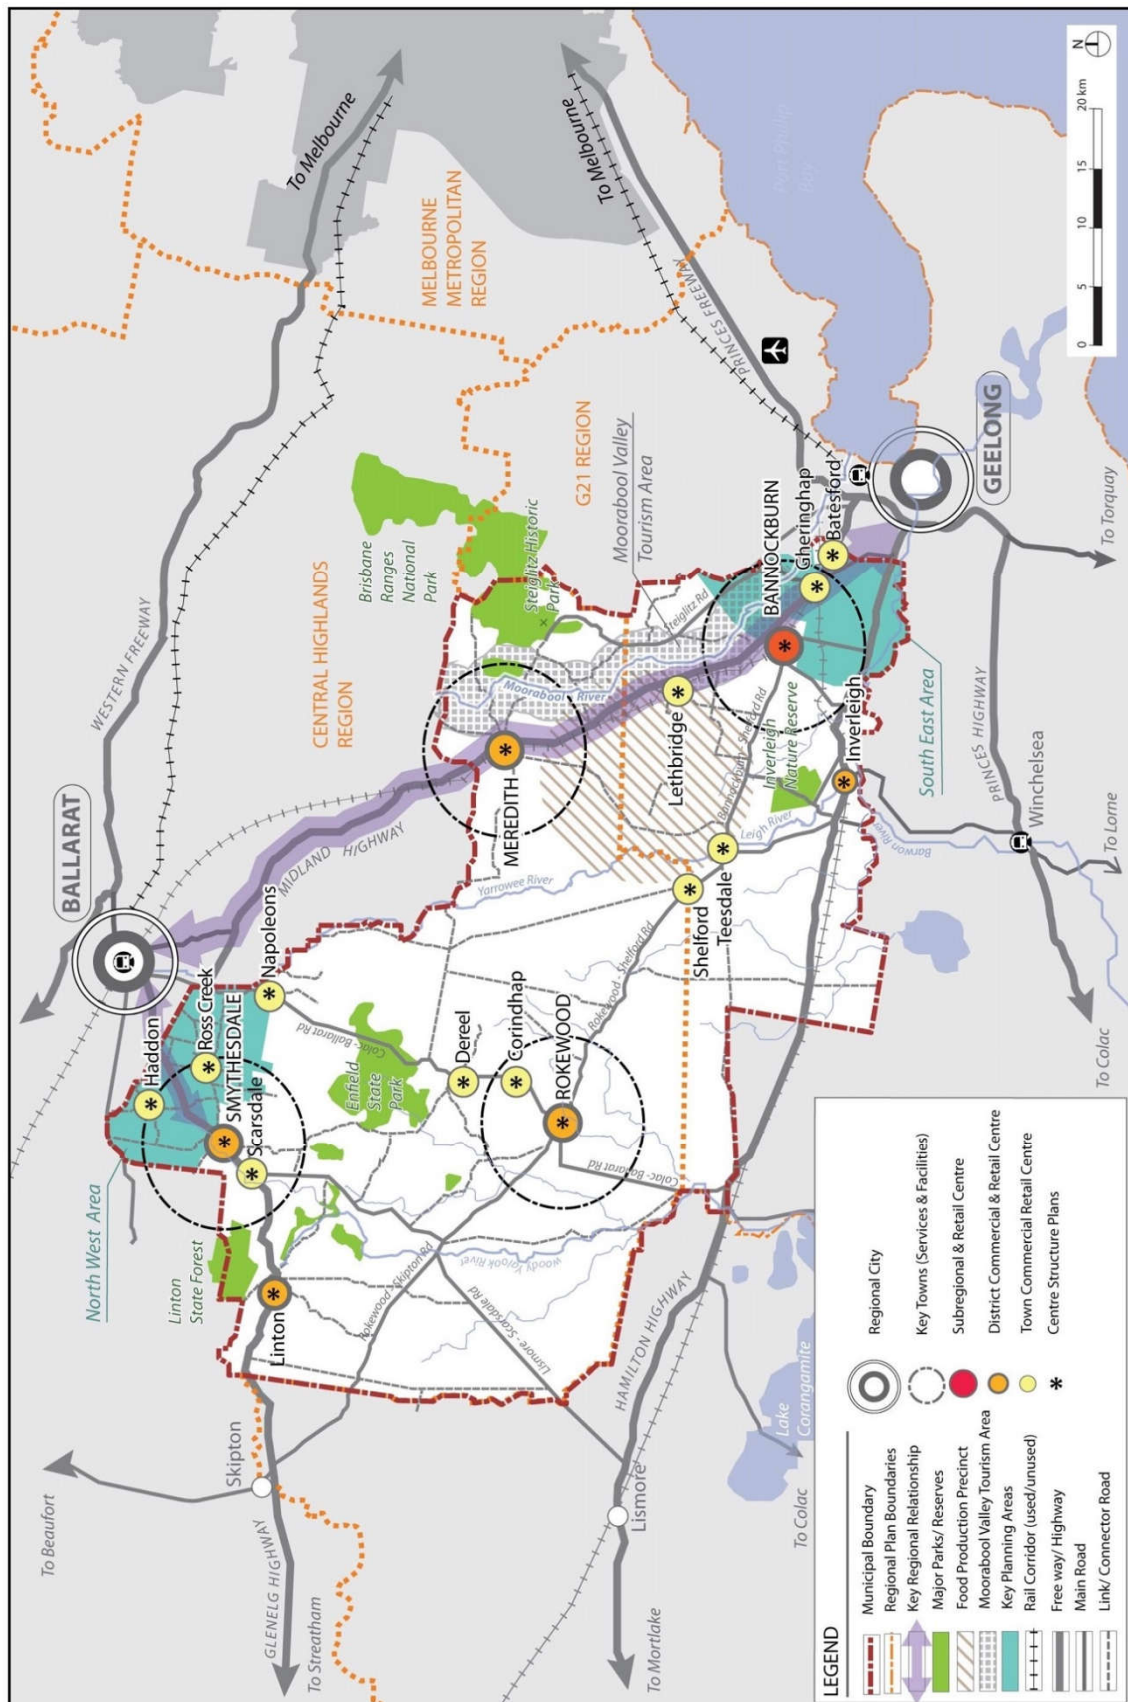 To Beaufort
BALLARAT
WESTERN FREEWAY
To Melbourne
To Melbourne
North West Area
Haddon
Ross Creek
SMYTHESDALE
Scarsdale
Napoleons
MIDLAND HIGHWAY
CENTRAL HIGHLANDS
REGION
MELBOURNE
METROPOLITAN
REGION
Brisbane
Ranges
National
Park
Steiglitz Historic
Park
G21 REGION
Moorabool Valley
Tourism Area
PRINCES FREEWAY
Port Phillip
Bay
Skipton
GLENELG HIGHWAY
To Streatham
Linton
State Forest
Linton
Enfield
State
Park
Colac- Ballarat Rd
Dereel
Corindhap
ROKEWOOD
Rokewood - Skipton Rd
Lismore - Scarsdale Rd
Woody Yaloak River
Colac- Ballarat Rd
Rokewood - Shelford Rd
Yarrowee River
MEREDITH
Moorabool
River
Steiglitz Rd
Lethbridge
Shelford
Teesdale
Bannockburn - Shelford Rd
Leigh River
Inverleigh
Nature Reserve
BANNOCKBURN
Gheringhap
Batesford
Inverleigh
South East Area
GEELONG
Lismore
To Mortlake
HAMILTON HIGHWAY
To Colac
Lake
Corangamite
Barwon River
PRINCES HIGHWAY
Winchelsea
To Colac
To Lorne
To Torquay
N
0 5 10 15 20 km
LEGEND
Municipal Boundary
Regional Plan Boundaries
Key Regional Relationship
Major Parks/ Reserves
Food Production Precinct
Moorabool Valley Tourism Area
Key Planning Areas
Rail Corridor (used/unused)
Free way/ Highway
Main Road
Link/ Connector Road
Regional City
Key Towns (Services & Facilities)
Subregional & Retail Centre
District Commercial & Retail Centre
Town Commercial Retail Centre
Centre Structure Plans